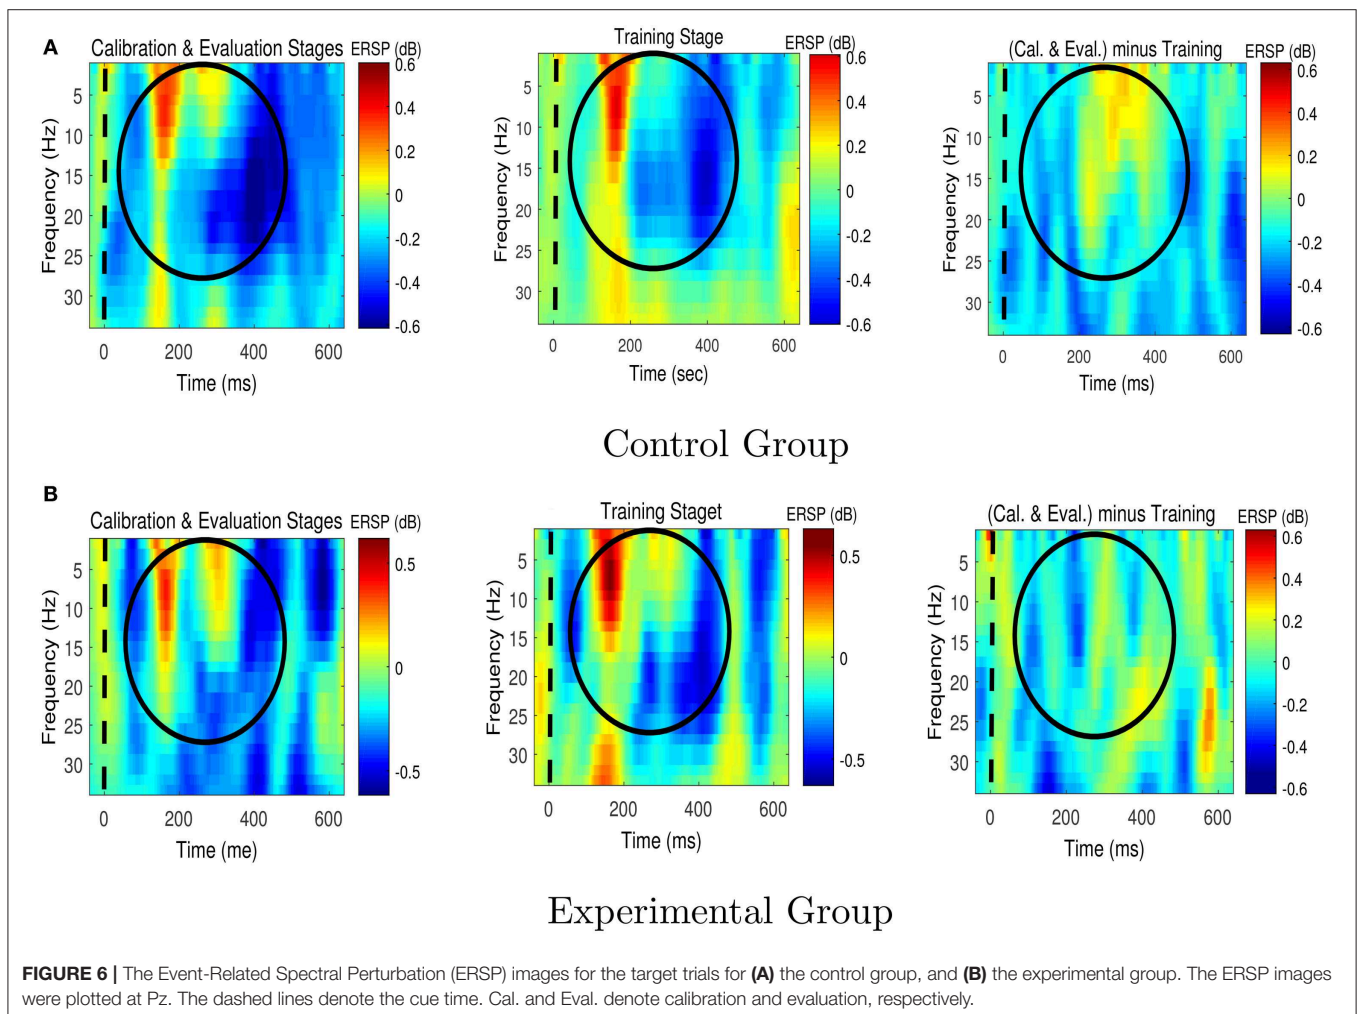 A
Calibration & Evaluation Stages ERSP (dB)
0.6
0.4
0.2
0
-0.2
-0.4
-0.6
5
10
15
20
25
30
Frequency (Hz)
0 200 400 600
Time (ms)
Training Stage
ERSP (dB)
0.6
0.4
0.2
0
-0.2
-0.4
-0.6
5
10
15
20
25
30
Frequency (Hz)
0 200 400 600
Time (sec)
(Cal. & Eval.) minus Training
ERSP (dB)
0.6
0.4
0.2
0
-0.2
-0.4
-0.6
5
10
15
20
25
30
Frequency (Hz)
0 200 400 600
Time (ms)
Control Group
B
Calibration & Evaluation Stages ERSP (dB)
0.5
0
-0.5
5
10
15
20
25
30
Frequency (Hz)
0 200 400 600
Time (me)
Training Staget
ERSP (dB)
0.5
0
-0.5
5
10
15
20
25
30
Frequency (Hz)
0 200 400 600
Time (ms)
(Cal. & Eval.) minus Training ERSP (dB)
0.6
0.4
0.2
0
-0.2
-0.4
-0.6
5
10
15
20
25
30
Frequency (Hz)
0 200 400 600
Time (ms)
Experimental Group
FIGURE 6 | The Event-Related Spectral Perturbation (ERSP) images for the target trials for (A) the control group, and (B) the experimental group. The ERSP images
were plotted at Pz. The dashed lines denote the cue time. Cal. and Eval. denote calibration and evaluation, respectively.